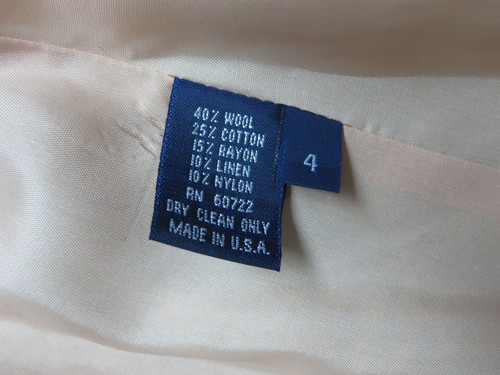 40% WOOL
25% COTTON
15% RAYON
10% LINEN
10% NYLON
RN 60722
DRY CLEAN ONLY
MADE IN U.S.A.
4